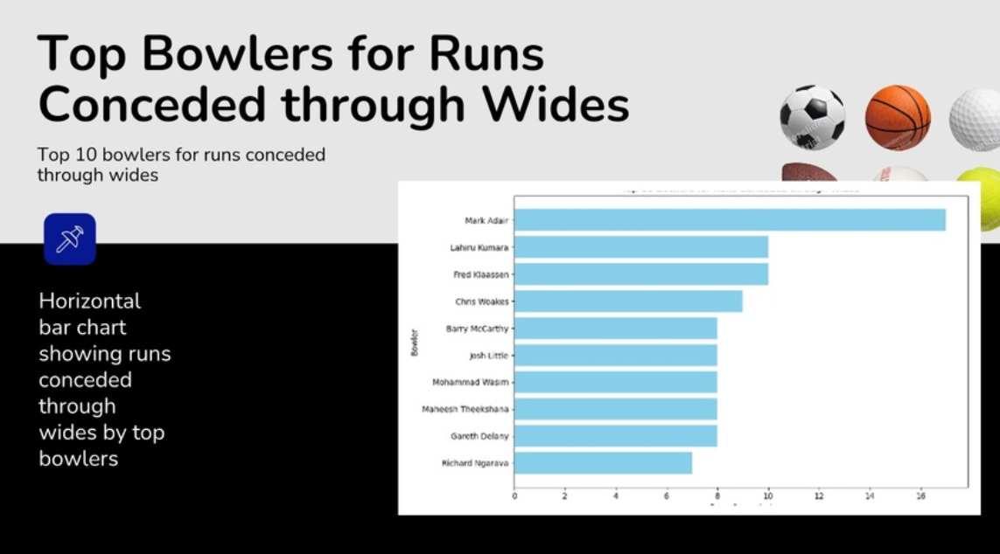 Top Bowlers for Runs
Conceded through Wides
Top 10 bowlers for runs conceded
through wides
Horizontal
bar chart
showing runs
conceded
through
wides by top
bowlers
Bowler
Mark Adair
Lahiru Kumara
Fred Klaassen
Chris Woakes
Barry McCarthy
Josh Little
Mohammad Wasim
Maheesh Theekshana
Gareth Delany
Richard Ngarava
0 2 4 6 8 10 12 14 16